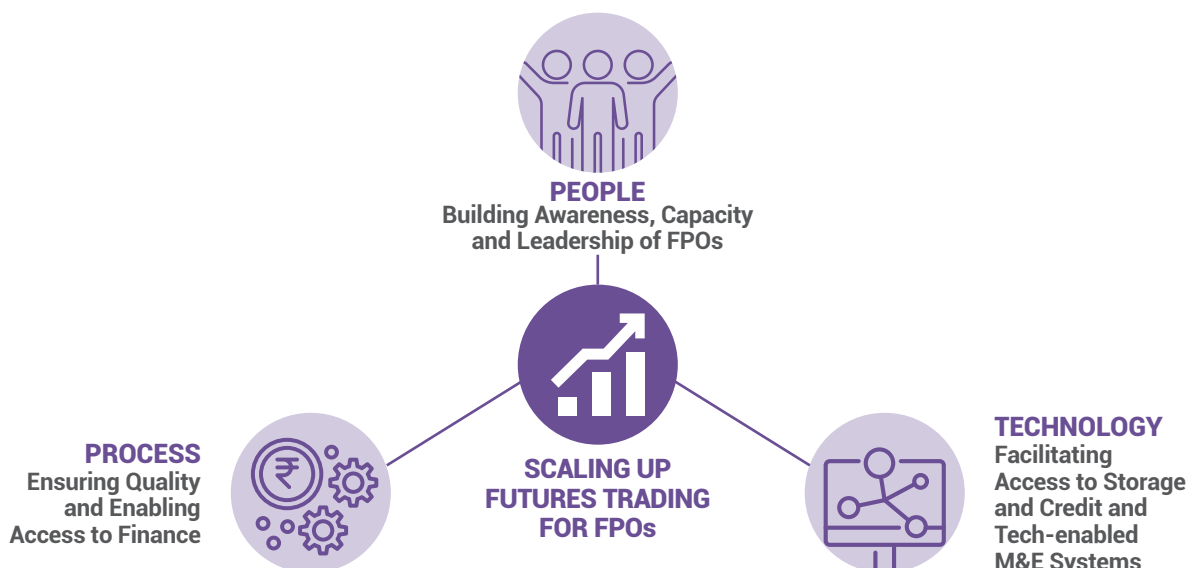 PEOPLE
Building Awareness, Capacity
and Leadership of FPOs
PROCESS
Ensuring Quality
and Enabling
Access to Finance
₹
SCALING UP
FUTURES TRADING
FOR FPOs
TECHNOLOGY
Facilitating
Access to Storage
and Credit and
Tech-enabled
M&E Systems